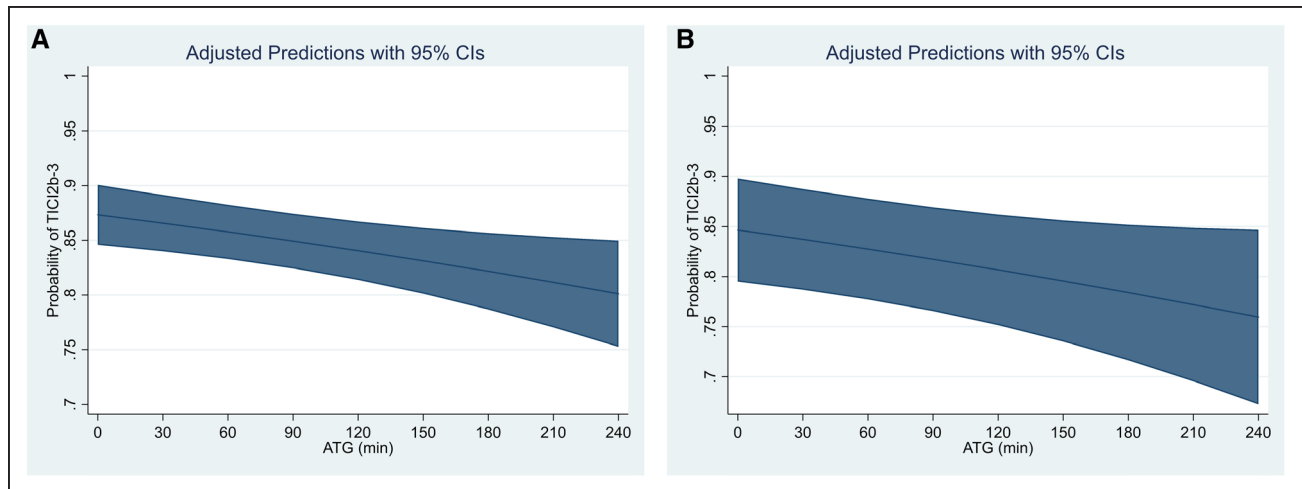 A
Adjusted Predictions with 95% CIs
Probability of TICI2b-3
1
.95
.9
.85
.8
.75
.7
0 30 60 90 120 150 180 210 240
ATG (min)
B
Adjusted Predictions with 95% CIs
Probability of TICI2b-3
1
.95
.9
.85
.8
.75
.7
0 30 60 90 120 150 180 210 240
ATG (min)